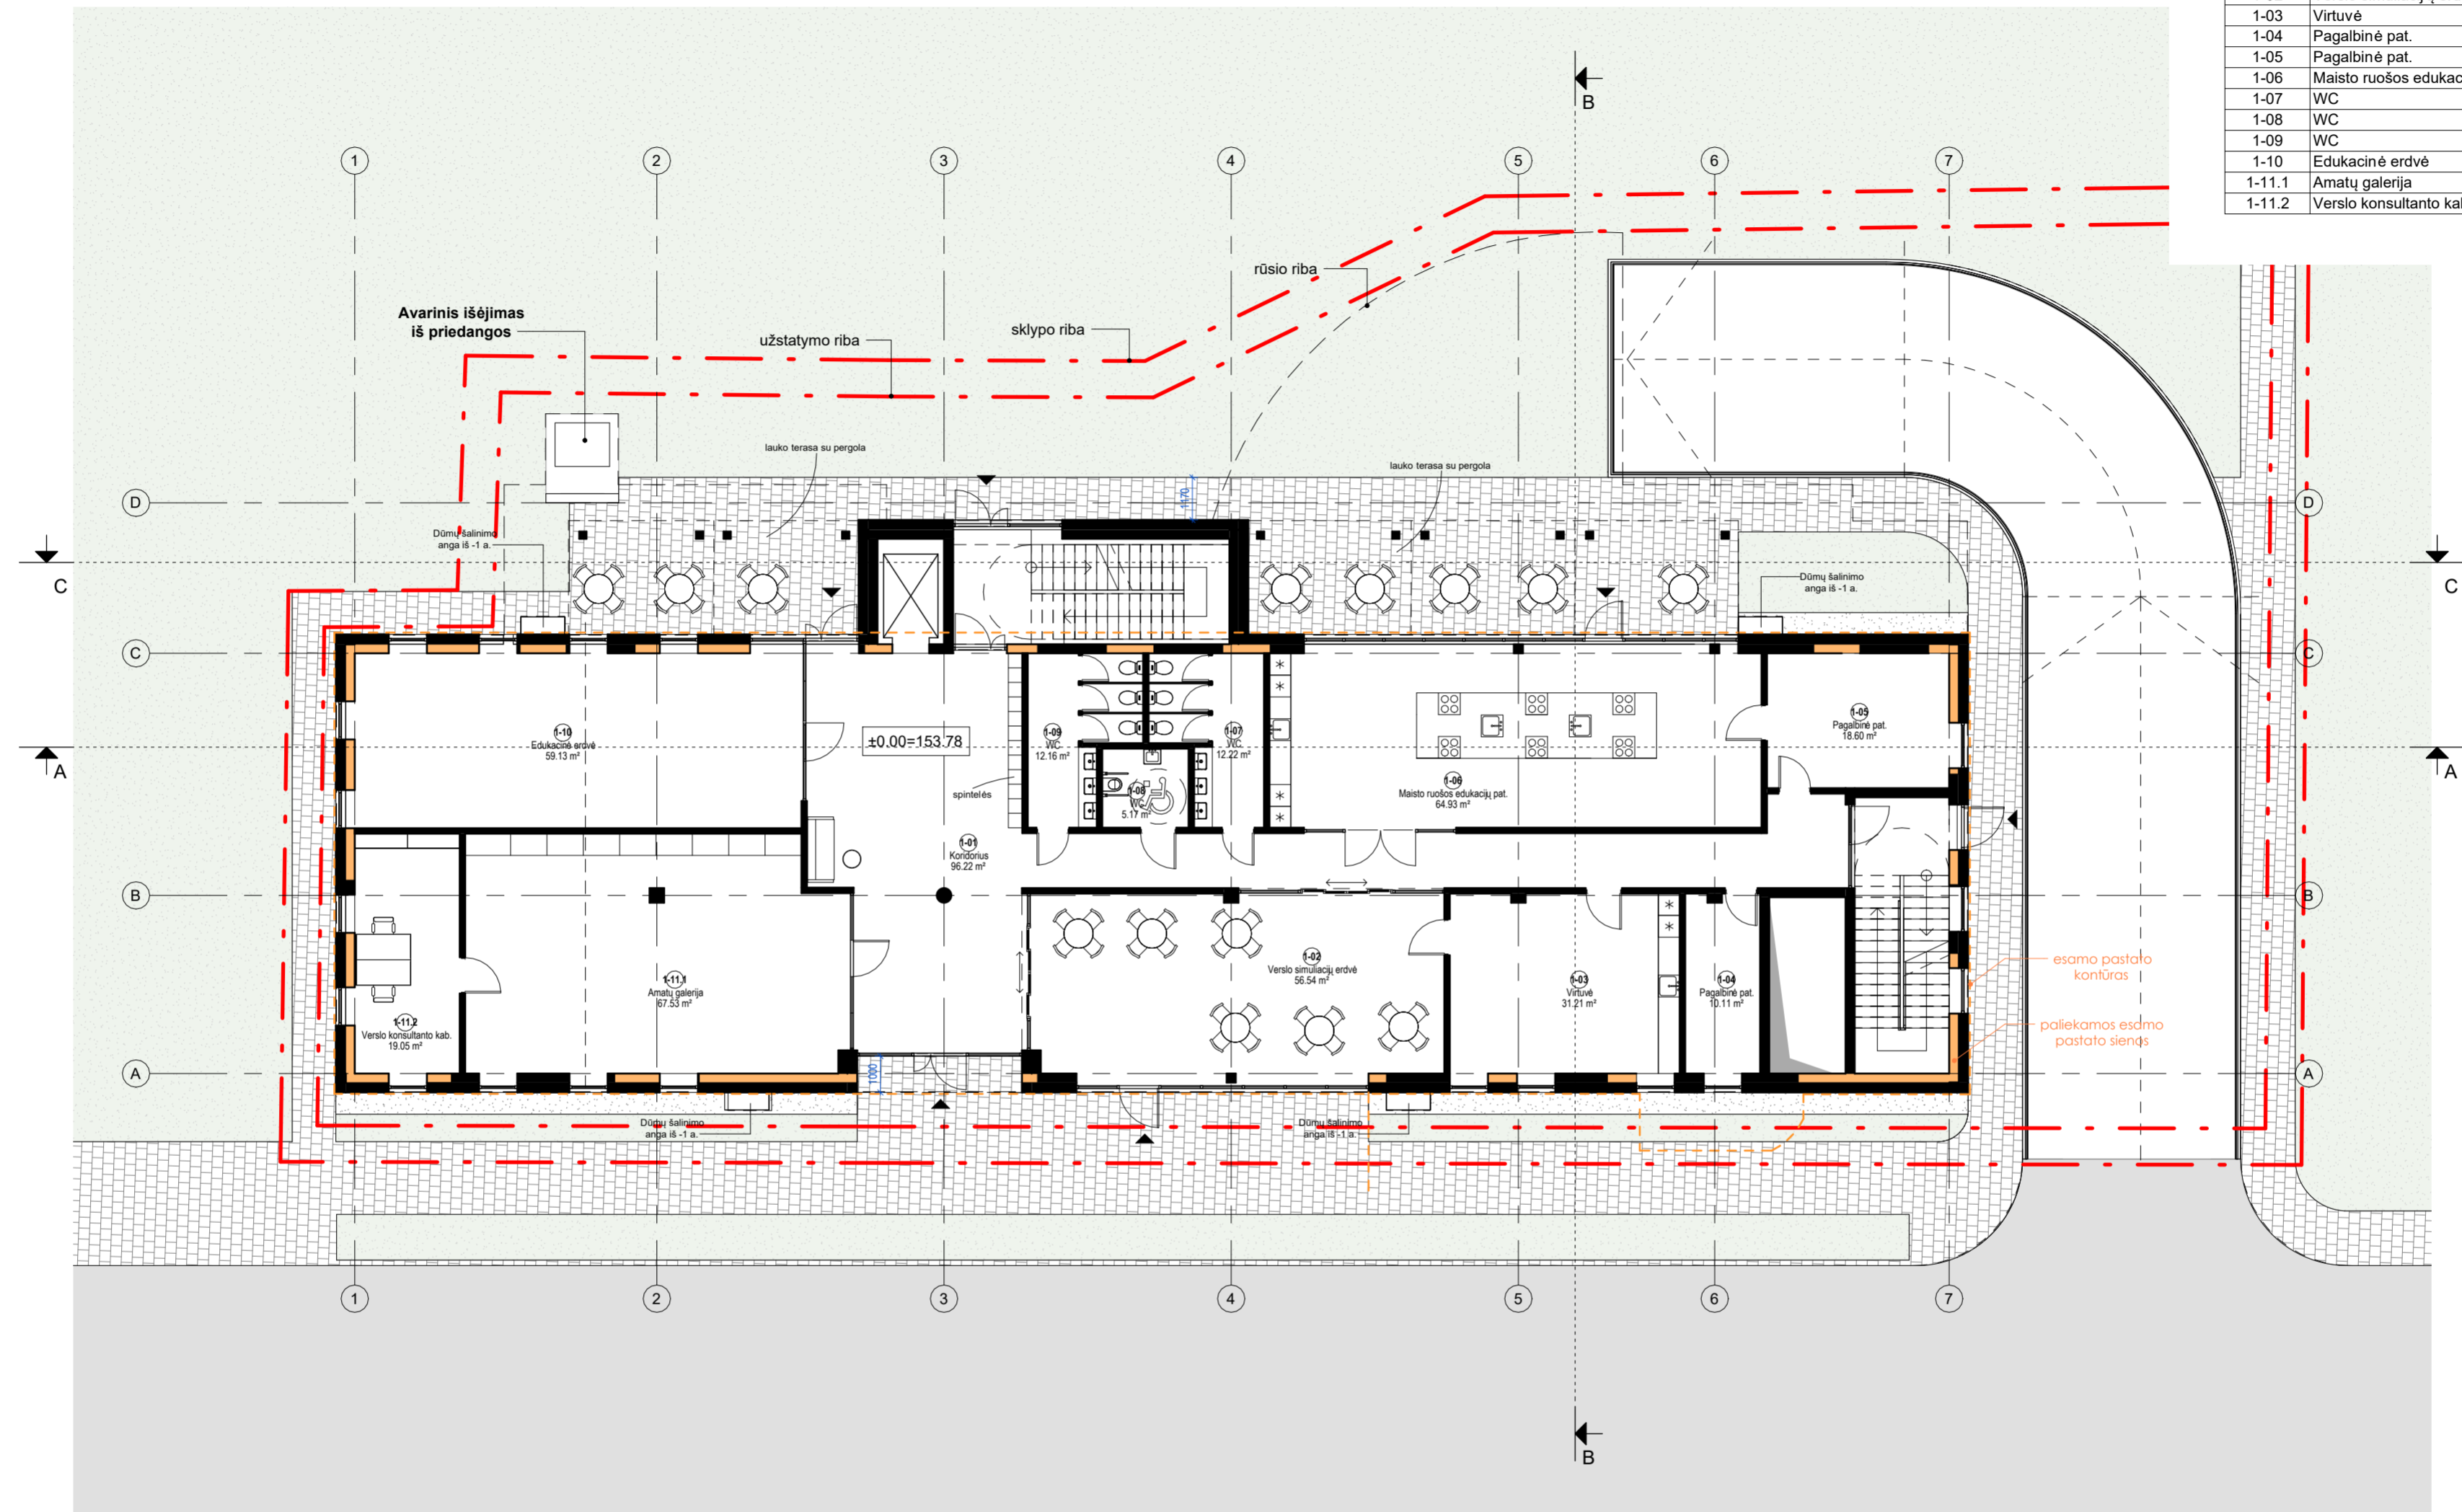 1-03 Virtuvė
1-04 Pagalbinė pat.
1-05 Pagalbinė pat.
1-06 Maisto ruošos edukac
1-07 WC
1-08 WC
1-09 WC
1-10 Edukacinė erdvė
1-11.1 Amatų galerija
1-11.2 Verslo konsultanto kab
B
1 2 3 4 5 6 7
rūsio riba
Avarinis išėjimas
iš priedangos
sklypo riba
užstatymo riba
lauko terasa su pergola
lauko terasa su pergola
1170
D D
Dūmų šalinimo
anga iš -1 a.
C C
Dūmų šalinimo
anga iš -1 a.
C C
1-10
Edukacinė erdvė
59.13 m²
±0.00=153.78
1-09
WC
12.16 m²
1-07
WC
12.22 m²
1-05
Pagalbinė pat.
18.60 m²
A A
spintelės
1-08
WC
5.17 m²
1-06
Maisto ruošos edukacijų pat.
64.93 m²
1-01
Koridorius
96.22 m²
B B
1-02
Verslo simuliacijų erdvė
56.54 m²
esamo pastato
kontūras
1-11.1
Amatų galerija
67.53 m²
1-03
Virtuvė
31.21 m²
1-04
Pagalbinė pat.
10.11 m²
1-11.2
Verslo konsultanto kab.
19.05 m²
paliekamos esamo
pastato sienos
1000
A A
Dūmų šalinimo
anga iš -1 a.
Dūmų šalinimo
anga iš -1 a.
1 2 3 4 5 6 7
B